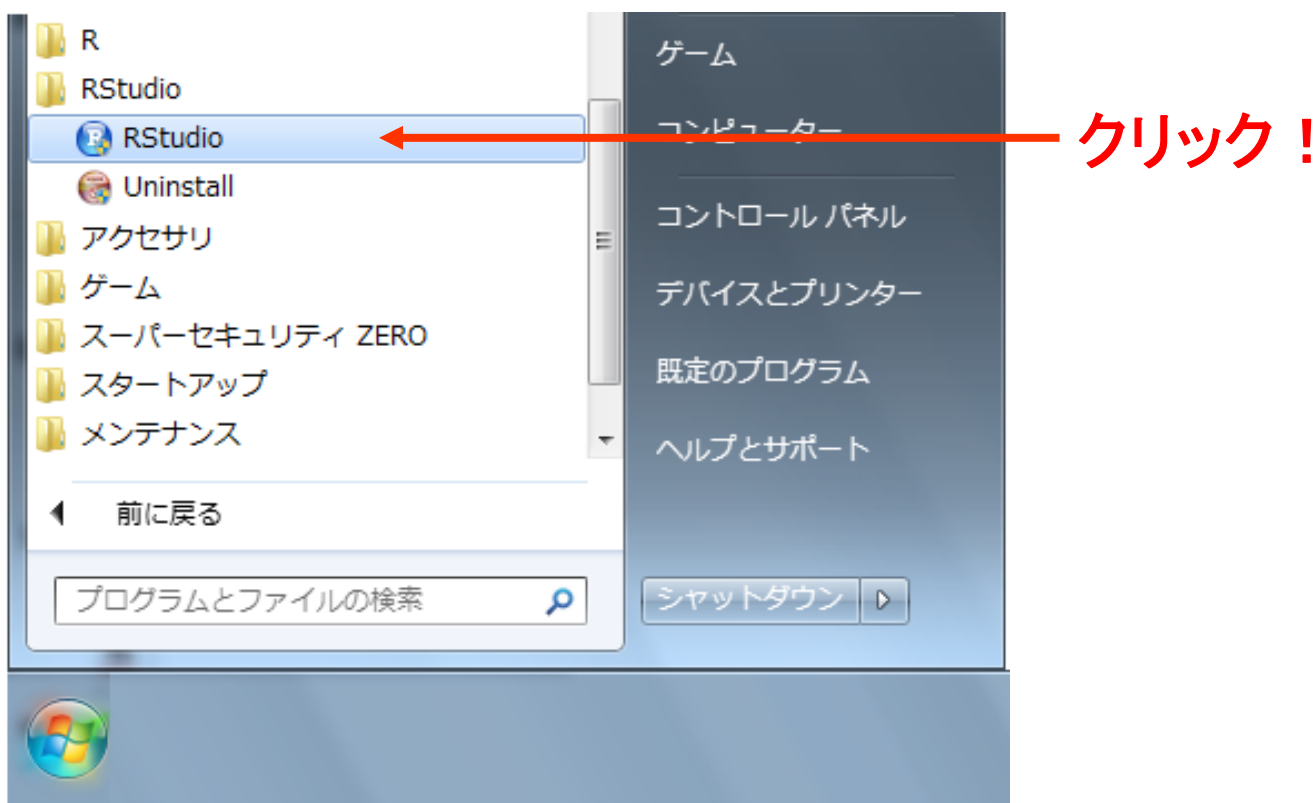 R
RStudio
RStudio
Uninstall
アクセサリ
ゲーム
スーパーセキュリティ ZERO
スタートアップ
メンテナンス
前に戻る
プログラムとファイルの検索
ゲーム
コンピューター
コントロール パネル
デバイスとプリンター
既定のプログラム
ヘルプとサポート
シャットダウン
クリック！